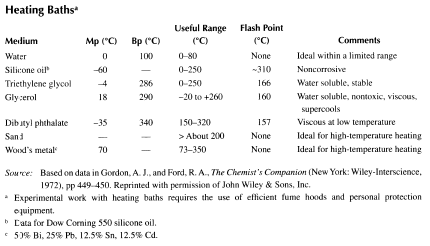 Heating Bathsᵃ
Useful Range Flash Point
Medium Mp (°C) Bp (°C) (°C) (°C) Comments
Water 0 100 0–80 None Ideal within a limited range
Silicone oilᵇ −60 — 0–250 ~310 Noncorrosive
Triethylene glycol −4 286 0–250 166 Water soluble, stable
Glycerol 18 290 −20 to +260 160 Water soluble, nontoxic, viscous,
supercools
Dibutyl phthalate −35 340 150–320 157 Viscous at low temperature
Sand — — > About 200 None Ideal for high-temperature heating
Wood's metalᶜ 70 — 73–350 None Ideal for high-temperature heating
Source: Based on data in Gordon, A. J., and Ford, R. A., The Chemist's Companion (New York: Wiley-Interscience,
1972), pp 449–450. Reprinted with permission of John Wiley & Sons, Inc.
ᵃ Experimental work with heating baths requires the use of efficient fume hoods and personal protection
equipment.
ᵇ Data for Dow Corning 550 silicone oil.
ᶜ 50% Bi, 25% Pb, 12.5% Sn, 12.5% Cd.